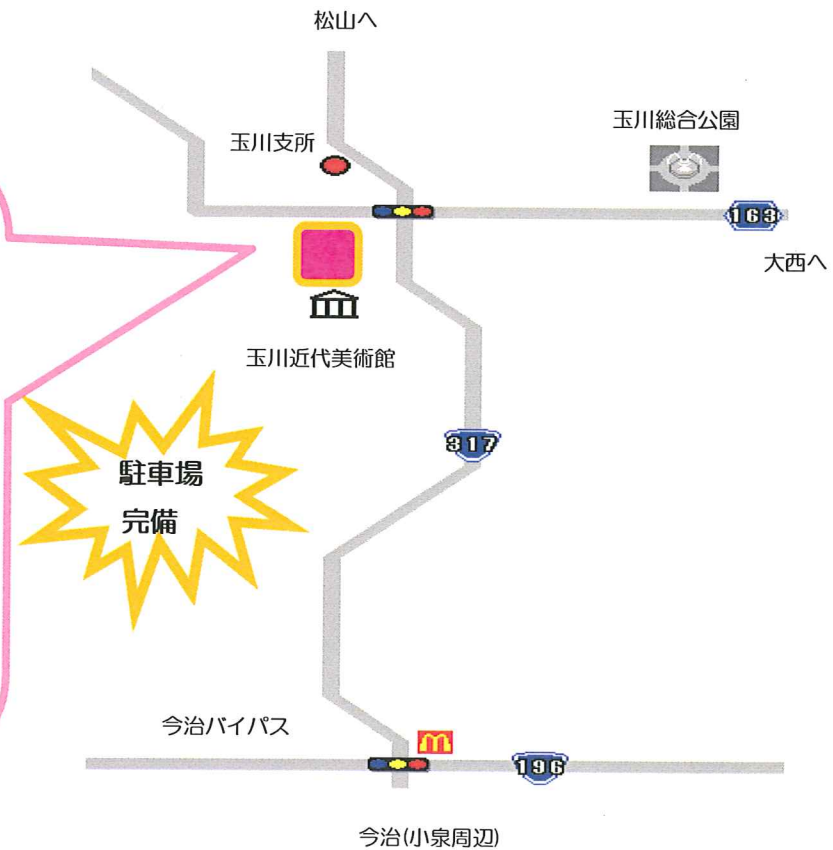 松山へ
玉川総合公園
玉川支所
163
大西へ
玉川近代美術館
317
駐車場
完備
今治バイパス
196
今治(小泉周辺)